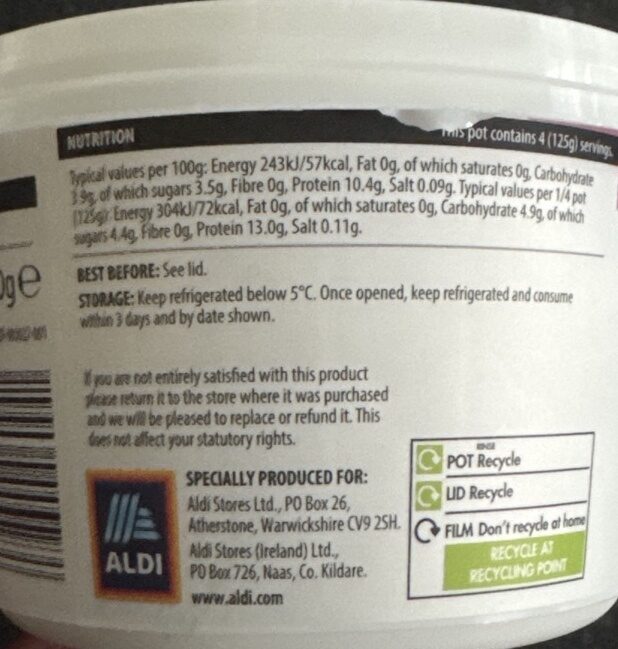 NUTRITION
This pot contains 4 (125g) servings.
Typical values per 100g: Energy 243kJ/57kcal, Fat 0g, of which saturates 0g, Carbohydrate
3.9g, of which sugars 3.5g, Fibre 0g, Protein 10.4g, Salt 0.09g. Typical values per 1/4 pot
(125g): Energy 304kJ/72kcal, Fat 0g, of which saturates 0g, Carbohydrate 4.9g, of which
sugars 4.4g, Fibre 0g, Protein 13.0g, Salt 0.11g.
BEST BEFORE: See lid.
0g e
STORAGE: Keep refrigerated below 5°C. Once opened, keep refrigerated and consume
within 3 days and by date shown.
If you are not entirely satisfied with this product
please return it to the store where it was purchased
and we will be pleased to replace or refund it. This
does not affect your statutory rights.
SPECIALLY PRODUCED FOR:
Aldi Stores Ltd., PO Box 26,
Atherstone, Warwickshire CV9 2SH.
Aldi Stores (Ireland) Ltd.,
PO Box 726, Naas, Co. Kildare.
www.aldi.com
ALDI
RINSE
POT Recycle
LID Recycle
FILM Don't recycle at home
RECYCLE AT
RECYCLING POINT